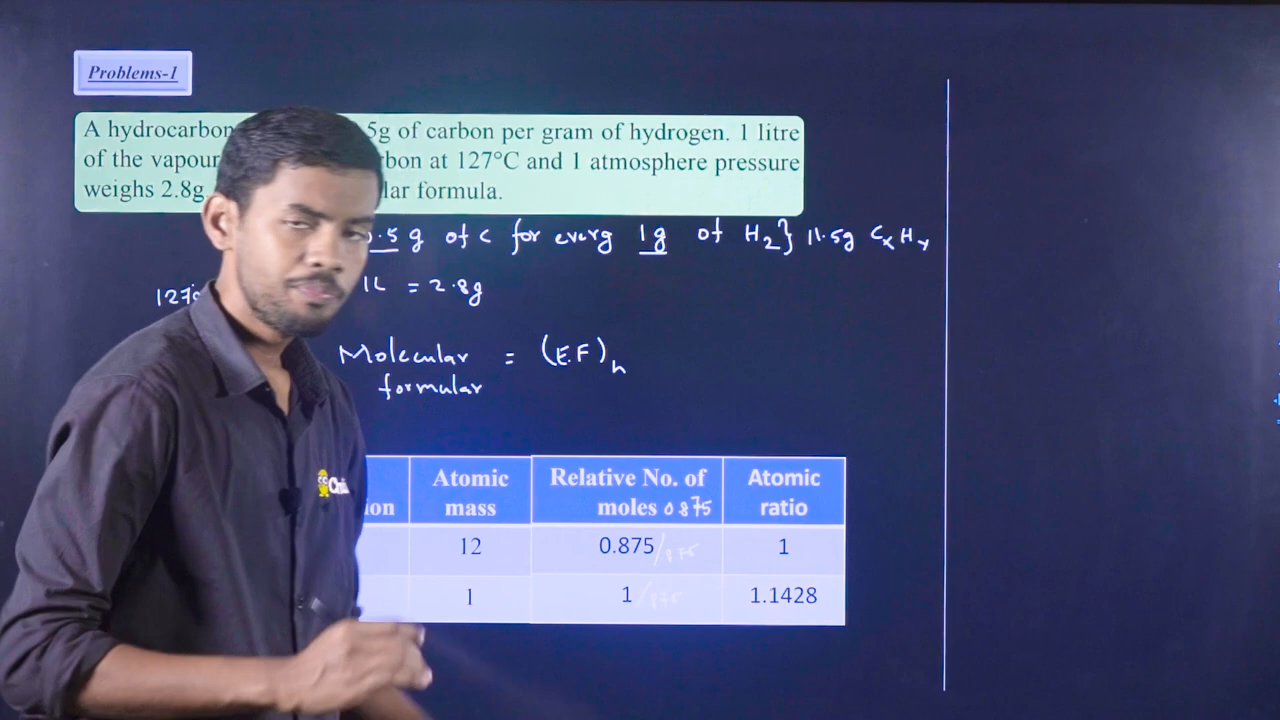 Problems-1
A hydrocarbon 5g of carbon per gram of hydrogen. 1 litre
of the vapour rbon at 127°C and 1 atmosphere pressure
weighs 2.8g. lar formula.
.5 g of C for every 1g of H2} 11.5g CxHy
127° 1L = 2.8g
Molecular = (E.F)n
formular
ion Atomic mass Relative No. of moles 0.875 Atomic ratio
12 0.875/ 1
1 1/ 1.1428